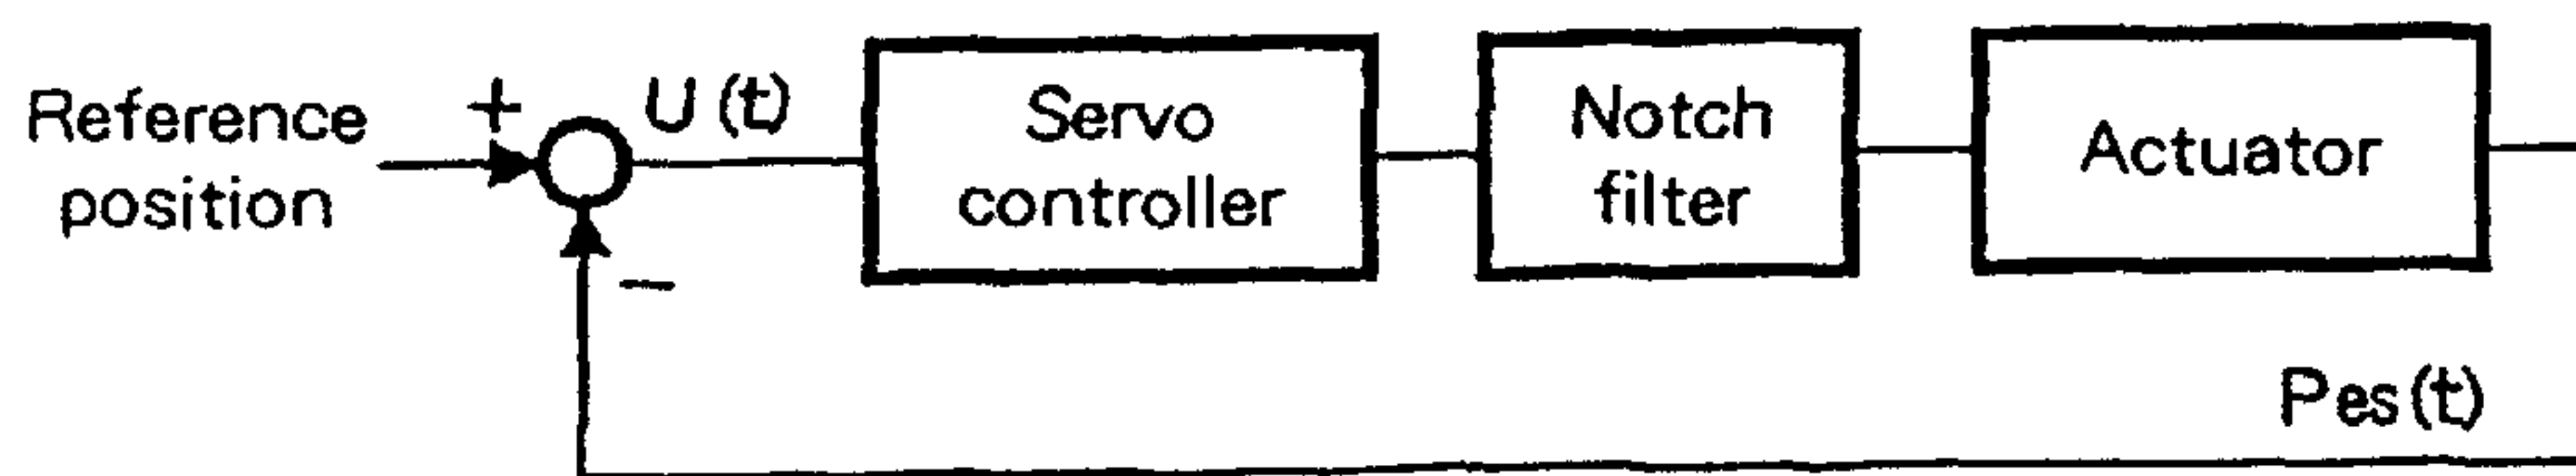 Reference
position
+
U(t)
−
Servo
controller
Notch
filter
Actuator
Pes(t)